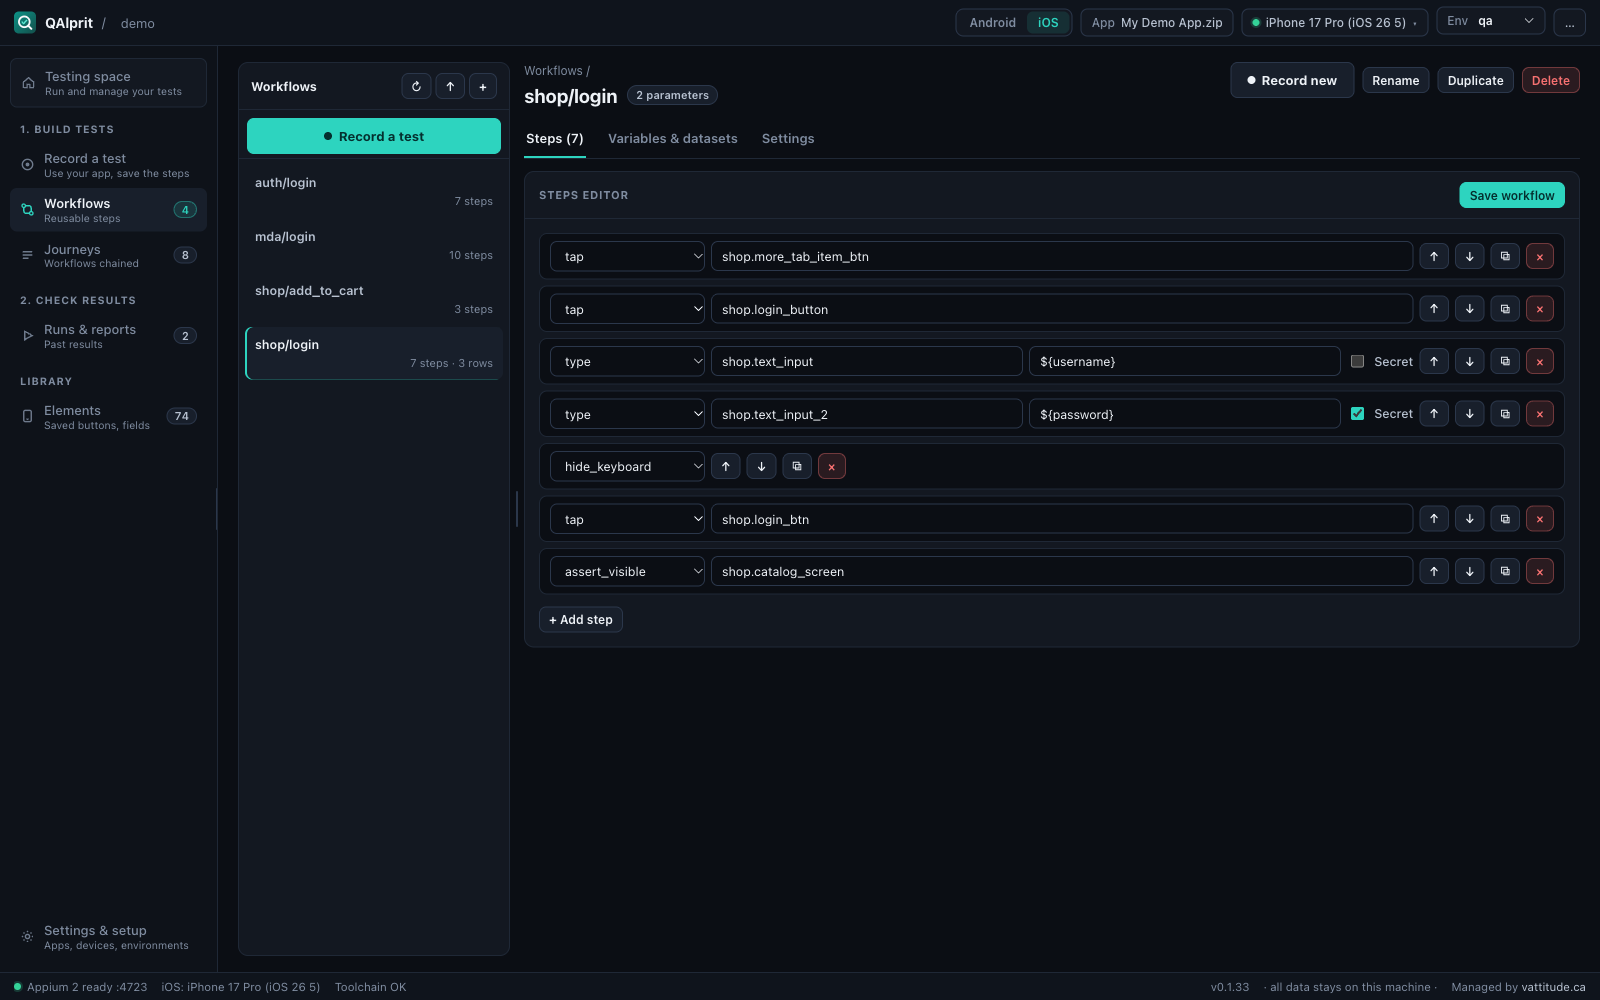 QAlprit / demo
Android iOS App My Demo App.zip iPhone 17 Pro (iOS 26 5) Env qa ...
Testing space
Run and manage your tests
1. BUILD TESTS
Record a test
Use your app, save the steps
Workflows 4
Reusable steps
Journeys 8
Workflows chained
2. CHECK RESULTS
Runs & reports 2
Past results
LIBRARY
Elements 74
Saved buttons, fields
Settings & setup
Apps, devices, environments
Workflows
Record a test
auth/login
7 steps
mda/login
10 steps
shop/add_to_cart
3 steps
shop/login
7 steps · 3 rows
Workflows /
shop/login 2 parameters
Record new Rename Duplicate Delete
Steps (7) Variables & datasets Settings
STEPS EDITOR Save workflow
tap shop.more_tab_item_btn
tap shop.login_button
type shop.text_input ${username} Secret
type shop.text_input_2 ${password} Secret
hide_keyboard
tap shop.login_btn
assert_visible shop.catalog_screen
+ Add step
Appium 2 ready :4723 iOS: iPhone 17 Pro (iOS 26 5) Toolchain OK
v0.1.33 · all data stays on this machine · Managed by vattitude.ca